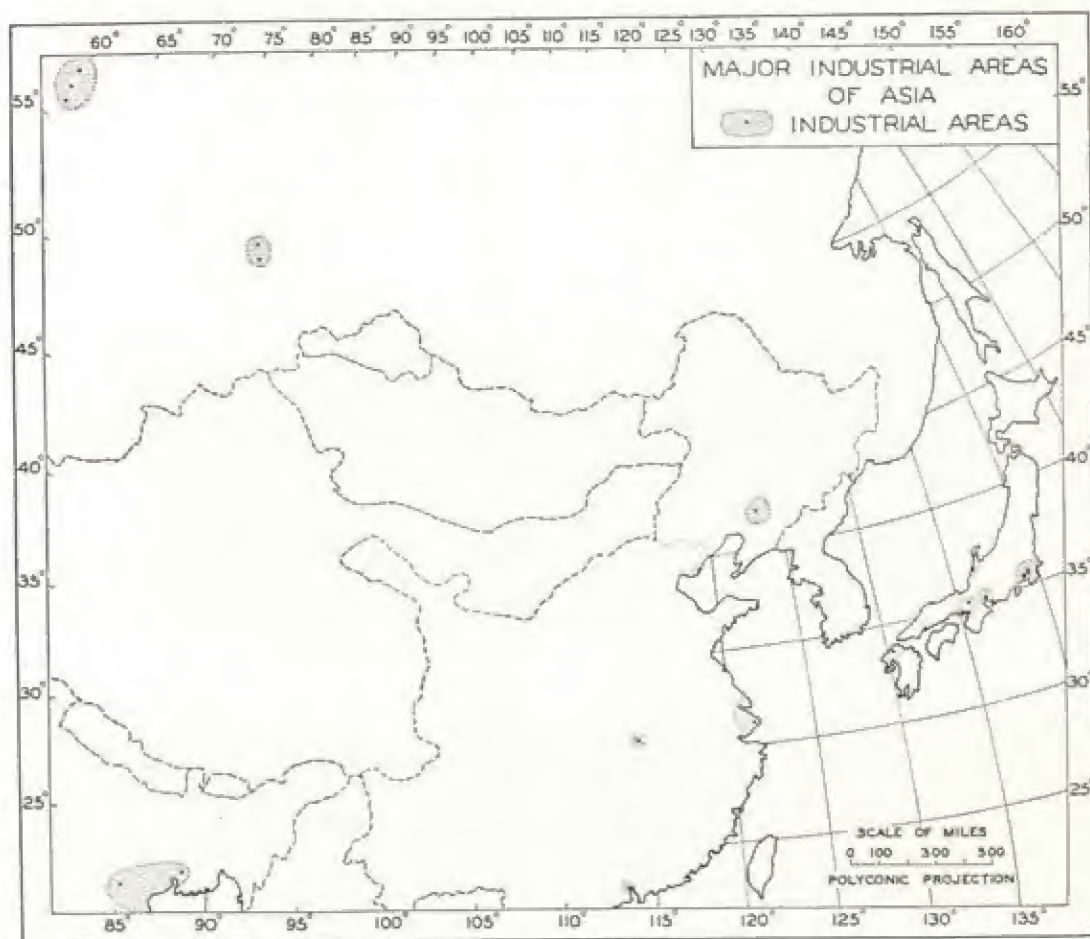 60° 65° 70° 75° 80° 85° 90° 95° 100° 105° 110° 115° 120° 125° 130° 135° 140° 145° 150° 155° 160°
MAJOR INDUSTRIAL AREAS
OF ASIA
INDUSTRIAL AREAS
55° 55°
50° 50°
45° 45°
40° 40°
35° 35°
30° 30°
25° 25°
SCALE OF MILES
0 100 300 500
POLYCONIC PROJECTION
85° 90° 95° 100° 105° 110° 115° 120° 125° 130° 135°